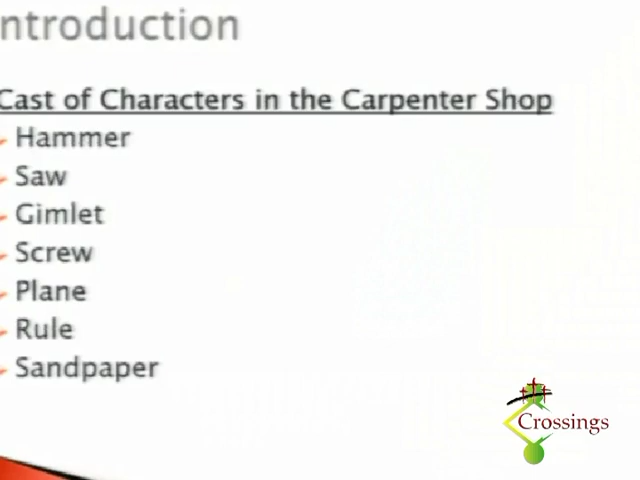 ntroduction
Cast of Characters in the Carpenter Shop
Hammer
Saw
Gimlet
Screw
Plane
Rule
Sandpaper
Crossings